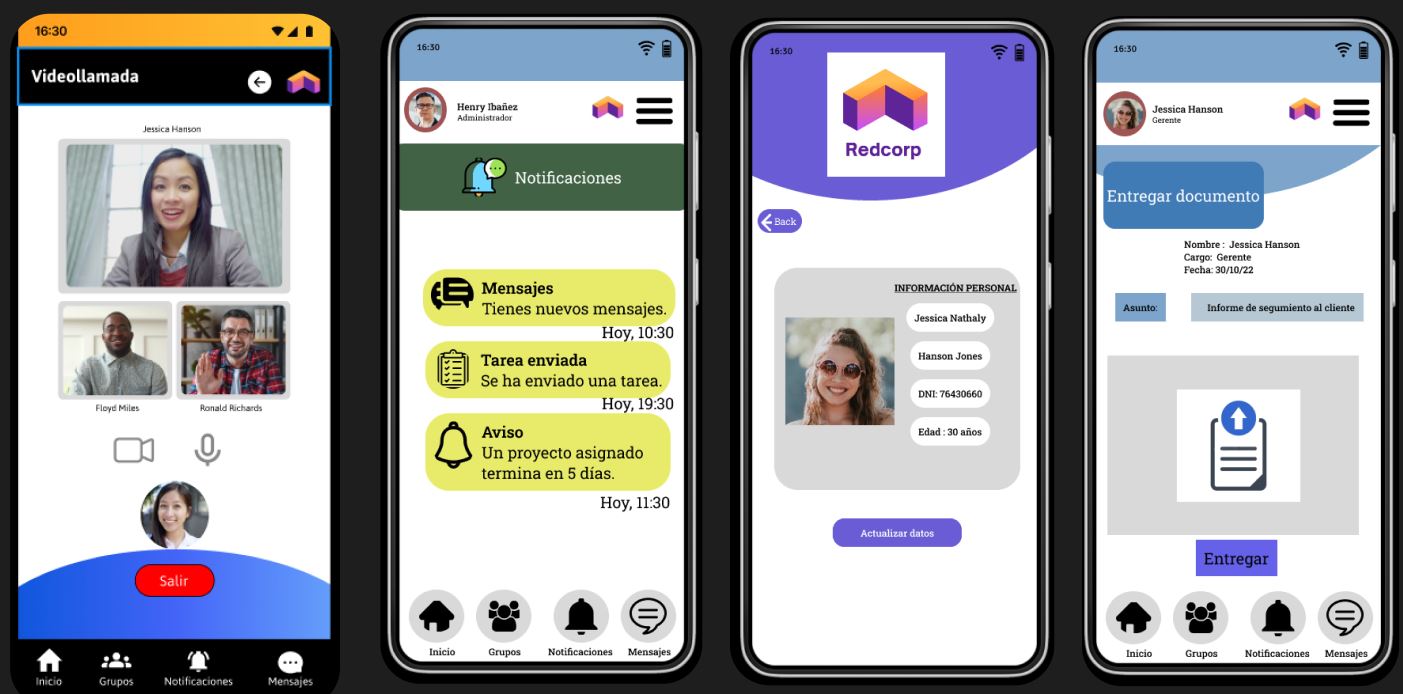 16:30
Videollamada
Jessica Hanson
Floyd Miles
Ronald Richards
Salir
Inicio
Grupos
Notificaciones
Mensajes
16:30
Henry Ibañez
Administrador
Notificaciones
Mensajes
Tienes nuevos mensajes.
Hoy, 10:30
Tarea enviada
Se ha enviado una tarea.
Hoy, 19:30
Aviso
Un proyecto asignado
termina en 5 días.
Hoy, 11:30
Inicio
Grupos
Notificaciones
Mensajes
16:30
Redcorp
Back
INFORMACIÓN PERSONAL
Jessica Nathaly
Hanson Jones
DNI: 76430660
Edad : 30 años
Actualizar datos
16:30
Jessica Hanson
Gerente
Entregar documento
Nombre : Jessica Hanson
Cargo: Gerente
Fecha: 30/10/22
Asunto:
Informe de segumiento al cliente
Entregar
Inicio
Grupos
Notificaciones
Mensajes